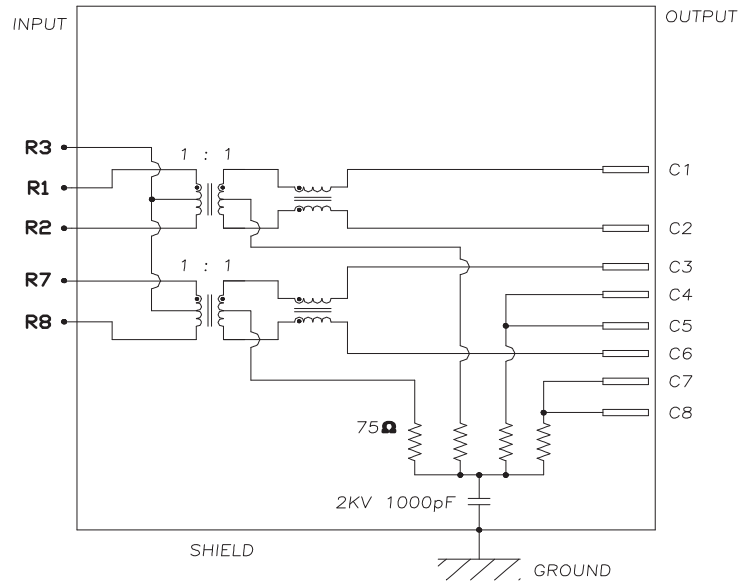 INPUT
OUTPUT
R3
1 : 1
C1
R1
R2
C2
1 : 1
C3
R7
C4
R8
C5
C6
C7
C8
75Ω
2KV 1000pF
SHIELD
GROUND